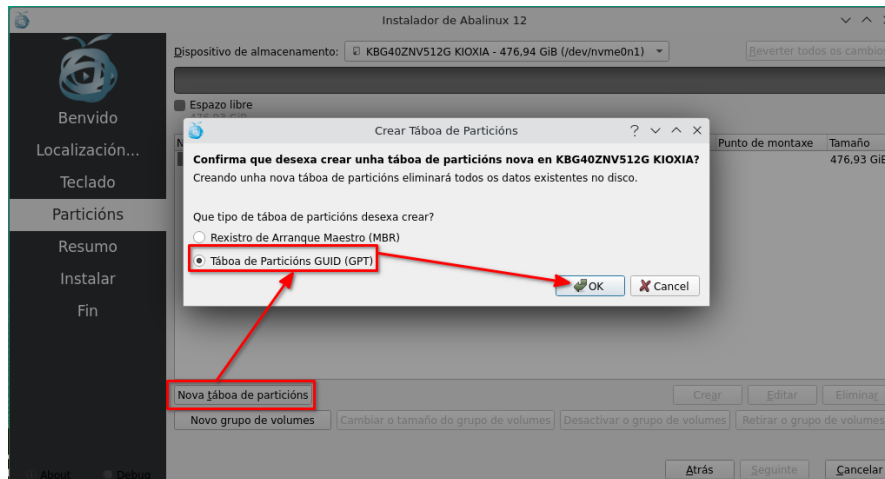 Instalador de Abalinux 12
Dispositivo de almacenamento: KBG40ZNV512G KIOXIA - 476,94 GiB (/dev/nvme0n1) Reverter todos os cambios
Espazo libre
476,93 GiB
Benvido
Localización...
Teclado
Particións
Resumo
Instalar
Fin
Punto de montaxe Tamaño
476,93 GiB
Crear Táboa de Particións
Confirma que desexa crear unha táboa de particións nova en KBG40ZNV512G KIOXIA?
Creando unha nova táboa de particións eliminará todos os datos existentes no disco.
Que tipo de táboa de particións desexa crear?
Rexistro de Arranque Maestro (MBR)
Táboa de Particións GUID (GPT)
OK Cancel
Nova táboa de particións Crear Editar Eliminar
Novo grupo de volumes Cambiar o tamaño do grupo de volumes Desactivar o grupo de volumes Retirar o grupo de volumes
About Debug
Atrás Seguinte Cancelar